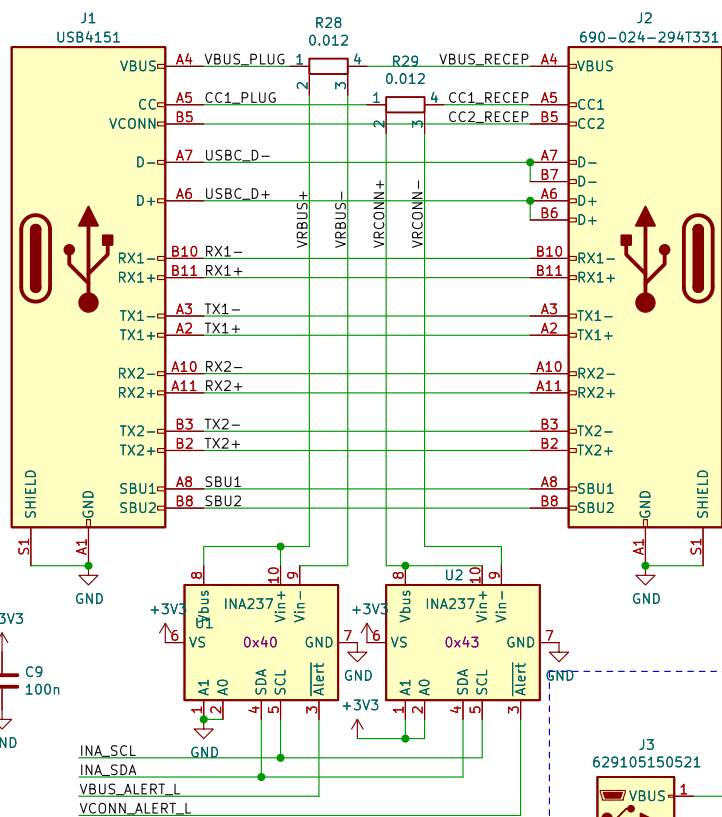 J1
USB4151
R28
0.012
J2
690-024-294T331
VBUS A4 VBUS_PLUG 1 4 VBUS_RECEP A4 VBUS
2 3
R29
0.012
CC A5 CC1_PLUG 1 4 CC1_RECEP A5 CC1
VCONN B5 2 3 CC2_RECEP B5 CC2
D- A7 USBC_D- A7 D-
B7 D-
D+ A6 USBC_D+ A6 D+
B6 D+
VRBUS+ VRBUS- VRCONN+ VRCONN-
RX1- B10 RX1- B10 RX1-
RX1+ B11 RX1+ B11 RX1+
TX1- A3 TX1- A3 TX1-
TX1+ A2 TX1+ A2 TX1+
RX2- A10 RX2- A10 RX2-
RX2+ A11 RX2+ A11 RX2+
TX2- B3 TX2- B3 TX2-
TX2+ B2 TX2+ B2 TX2+
SBU1 A8 SBU1 A8 SBU1
SBU2 B8 SBU2 B8 SBU2
SHIELD GND GND SHIELD
S1 A1 A1 S1
GND GND
8 10 9 8 10 9
U2
Vbus Vin+ Vin- Vbus Vin+ Vin-
INA237 INA237
U1
+3V3 +3V3
6 VS 0x40 GND 7 6 VS 0x43 GND 7
GND GND
A1 A0 SDA SCL Alert A1 A0 SDA SCL Alert
1 2 4 5 3 1 2 4 5 3
+3V3
GND
3V3
C9
100n
ND
INA_SCL
INA_SDA
VBUS_ALERT_L
VCONN_ALERT_L
J3
629105150521
VBUS 1